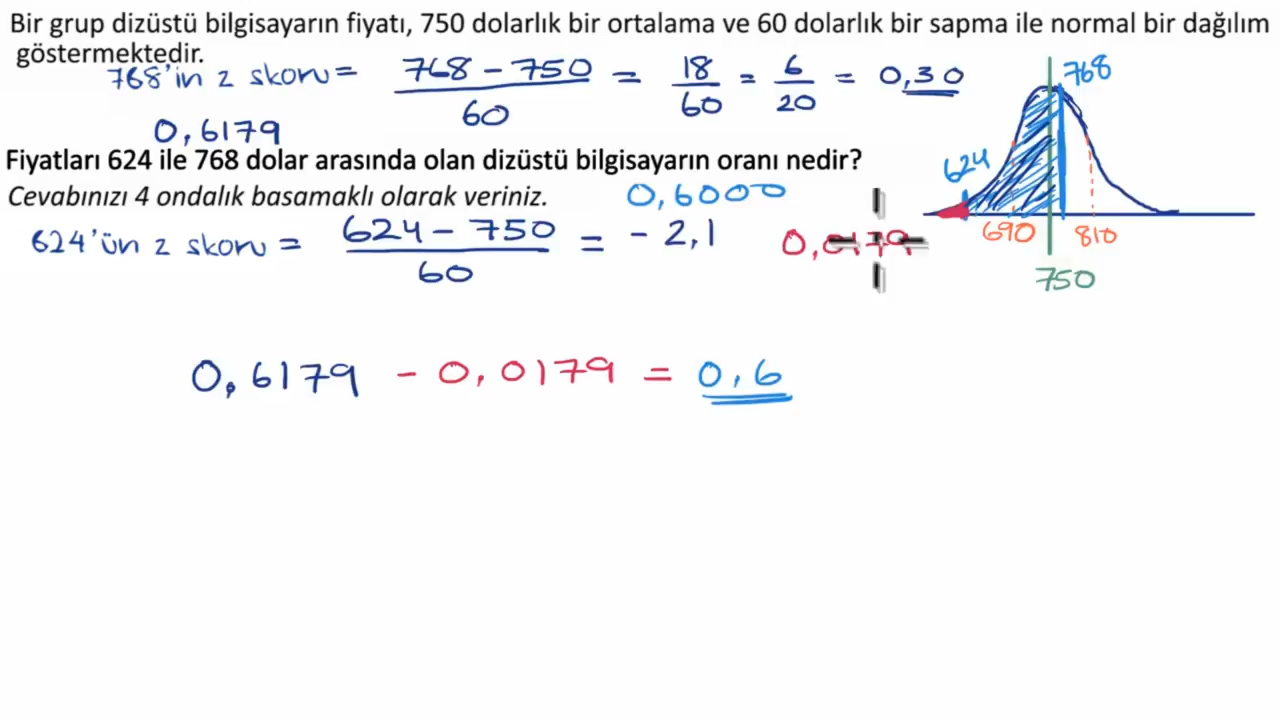 Bir grup dizüstü bilgisayarın fiyatı, 750 dolarlık bir ortalama ve 60 dolarlık bir sapma ile normal bir dağılım
göstermektedir.
768'in z skoru = 768 - 750 / 60 = 18 / 60 = 6 / 20 = 0,30
768
0,6179
Fiyatları 624 ile 768 dolar arasında olan dizüstü bilgisayarın oranı nedir?
624
Cevabınızı 4 ondalık basamaklı olarak veriniz.
0,6000
624'ün z skoru = 624 - 750 / 60 = - 2,1
0,0179
690
810
750
0,6179 - 0,0179 = 0,6